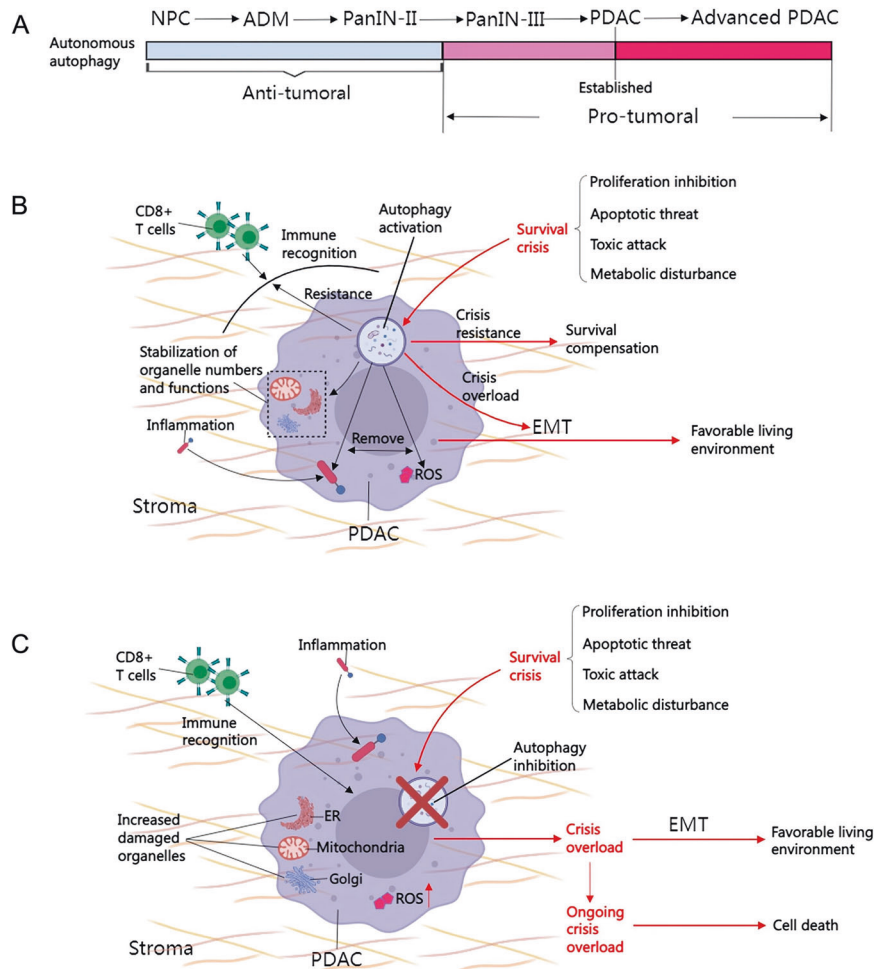 A
NPC
ADM
PanIN-II
PanIN-III
PDAC
Advanced PDAC
Autonomous
autophagy
Anti-tumoral
Established
Pro-tumoral
B
CD8+
T cells
Immune
recognition
Autophagy
activation
Survival
crisis
Proliferation inhibition
Apoptotic threat
Toxic attack
Metabolic disturbance
Resistance
Crisis
resistance
Survival
compensation
Stabilization of
organelle numbers
and functions
Crisis
overload
EMT
Favorable living
environment
Inflammation
Remove
ROS
Stroma
PDAC
C
CD8+
T cells
Inflammation
Survival
crisis
Proliferation inhibition
Apoptotic threat
Toxic attack
Metabolic disturbance
Immune
recognition
Autophagy
inhibition
Increased
damaged
organelles
ER
Mitochondria
Golgi
ROS
Crisis
overload
EMT
Favorable living
environment
Ongoing
crisis
overload
Cell death
Stroma
PDAC